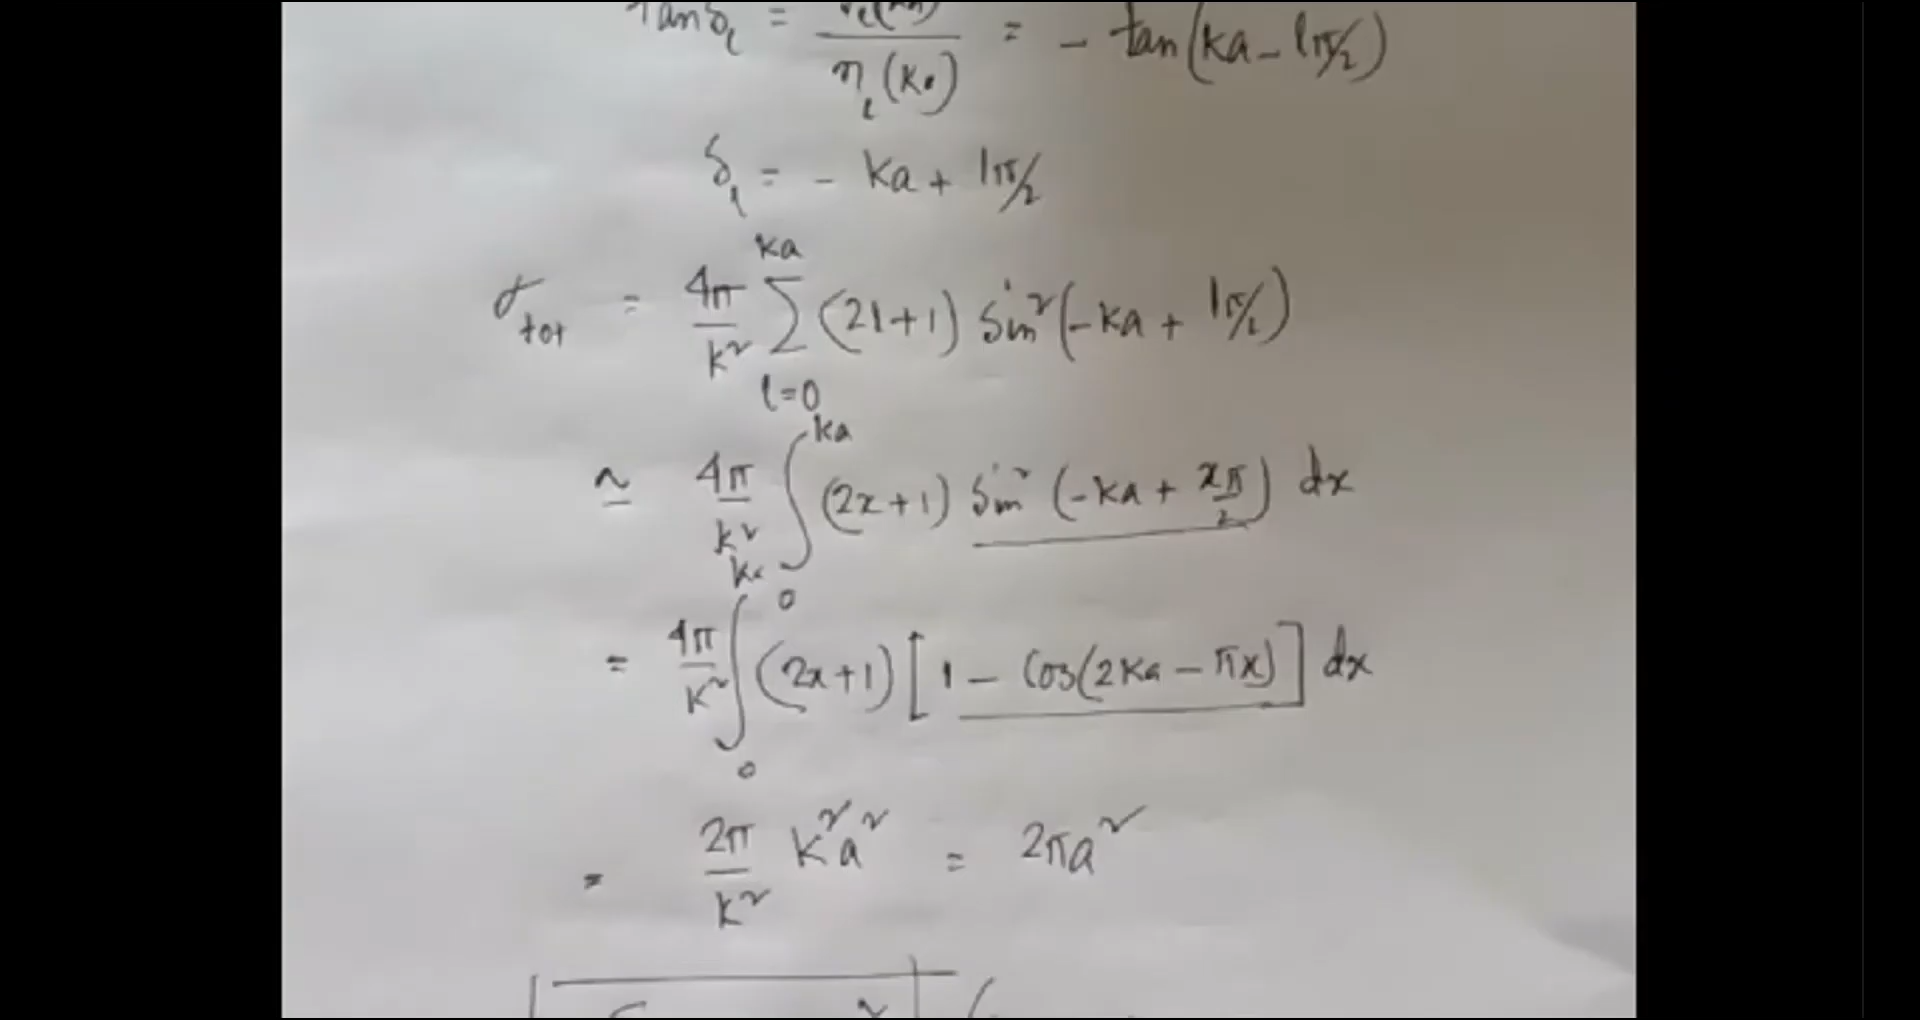 tan δ_l = / η_l(ka) = - tan(ka - lπ/2)
δ_l = - ka + lπ/2
σ_tot = 4π/k² ∑_{l=0}^{ka} (2l+1) Sin²(-ka + lπ/2)
≃ 4π/k² ∫_0^{ka} (2x+1) Sin² (-ka + xπ/2) dx
= 4π/k² ∫_0^{ka} (2x+1) [1 - Cos(2ka - πx)] dx
= 2π/k² k²a² = 2πa²